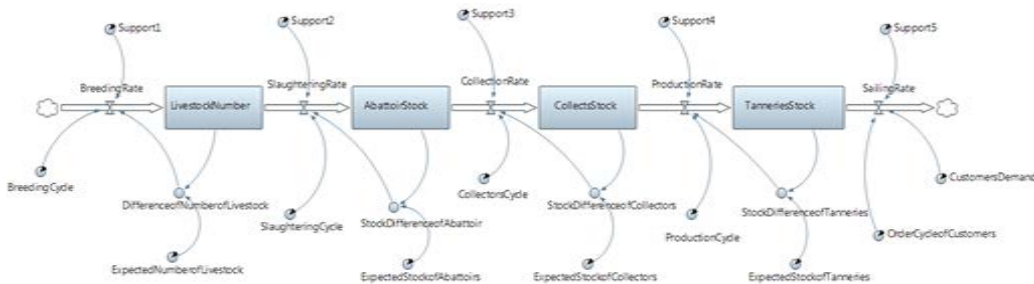 Support1
Support2
Support3
Support4
Support5
BreedingRate
SlaughteringRate
CollectionRate
ProductionRate
SailingRate
LivestockNumber
AbattoirStock
CollectsStock
TanneriesStock
BreedingCycle
DifferenceofNumberofLivestock
SlaughteringCycle
StockDifferenceofAbattoir
CollectorsCycle
StockDifferenceofCollectors
ProductionCycle
StockDifferenceofTanneries
CustomersDemand
OrderCycleofCustomers
ExpectedNumberofLivestock
ExpectedStockofAbattoirs
ExpectedStockofCollectors
ExpectedStockofTanneries